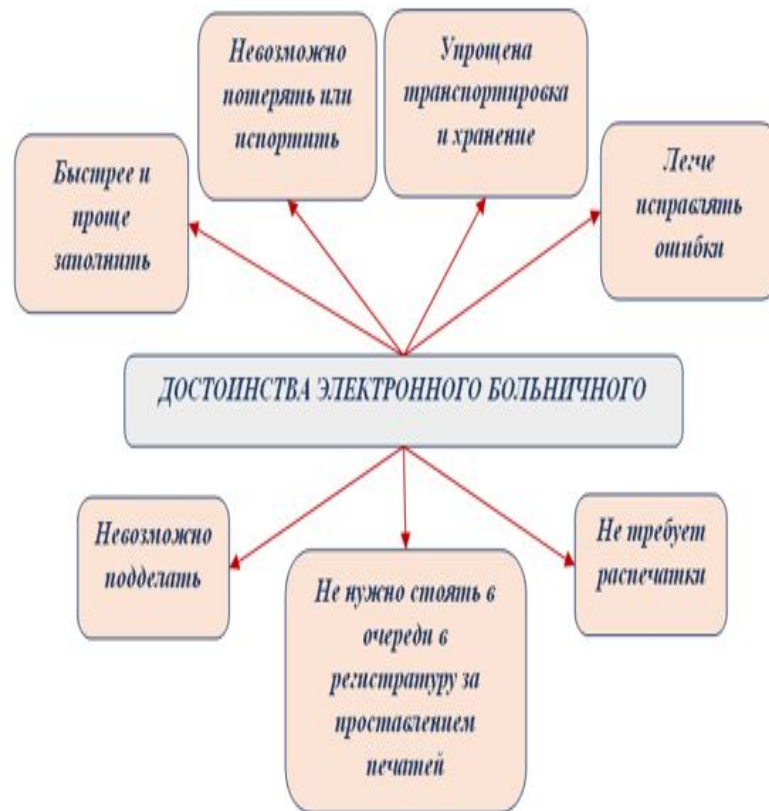 Невозможно
потерять или
испортить
Упрощена
транспортировка
и хранение
Быстрее и
проще
заполнить
Легче
исправлять
ошибки
ДОСТОИНСТВА ЭЛЕКТРОННОГО БОЛЬНИЧНОГО
Невозможно
подделать
Не нужно стоять в
очереди в
регистратуру за
проставлением
печатей
Не требует
распечатки